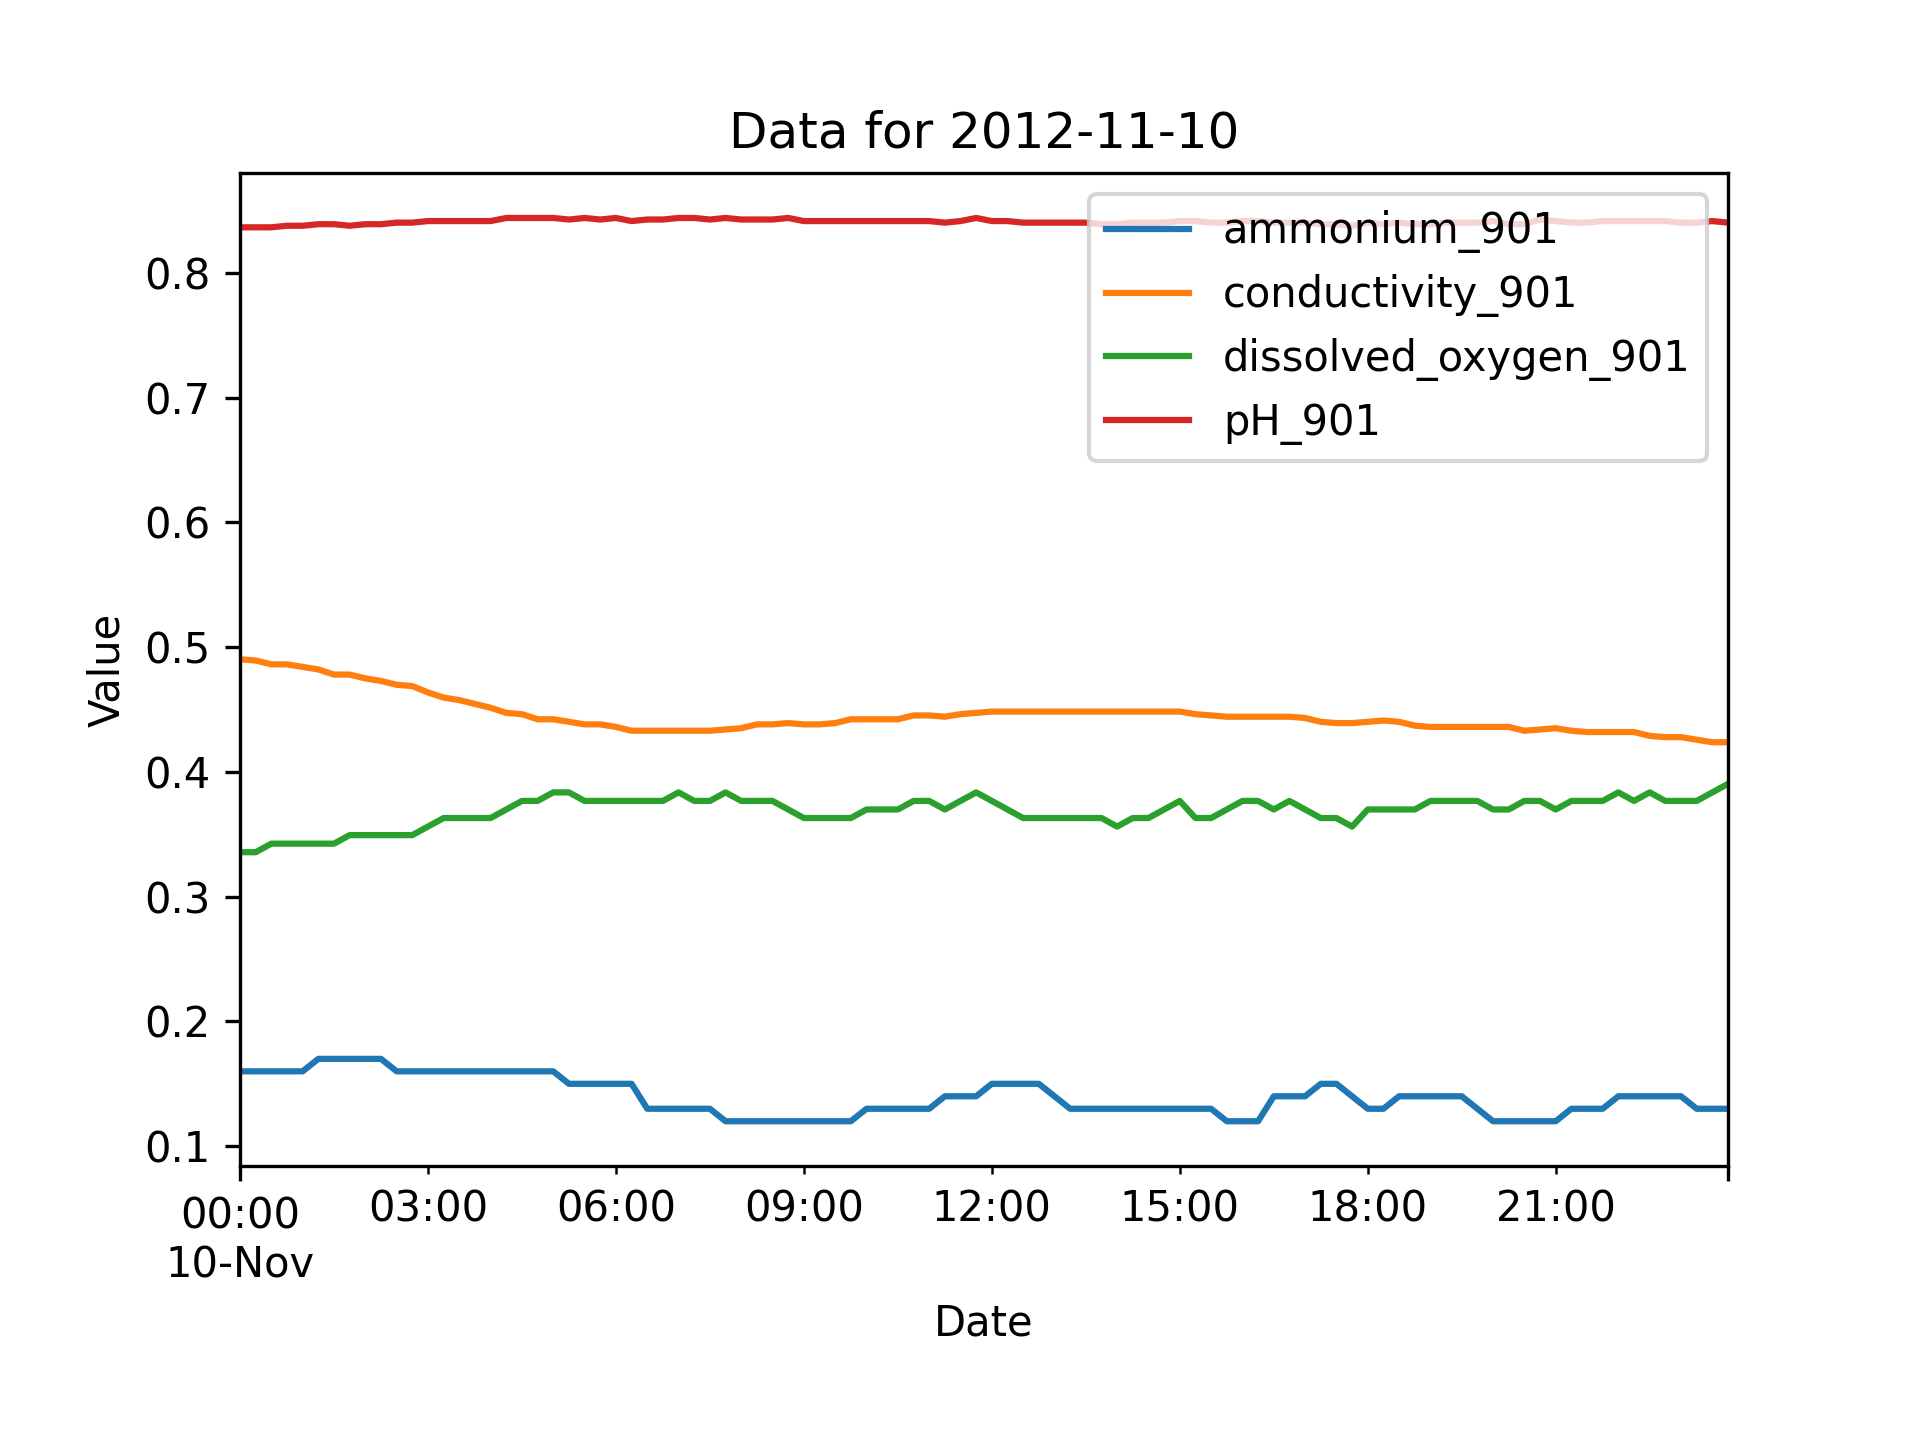 Data for 2012-11-10
ammonium_901
conductivity_901
dissolved_oxygen_901
pH_901
0.8
0.7
0.6
0.5
0.4
0.3
0.2
0.1
Value
00:00 03:00 06:00 09:00 12:00 15:00 18:00 21:00
10-Nov
Date